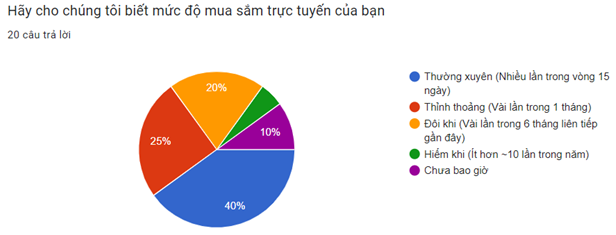 Hãy cho chúng tôi biết mức độ mua sắm trực tuyến của bạn
20 câu trả lời
20%
25%
10%
40%
Thường xuyên (Nhiều lần trong vòng 15
ngày)
Thỉnh thoảng (Vài lần trong 1 tháng)
Đôi khi (Vài lần trong 6 tháng liên tiếp
gần đây)
Hiếm khi (Ít hơn ~10 lần trong năm)
Chưa bao giờ